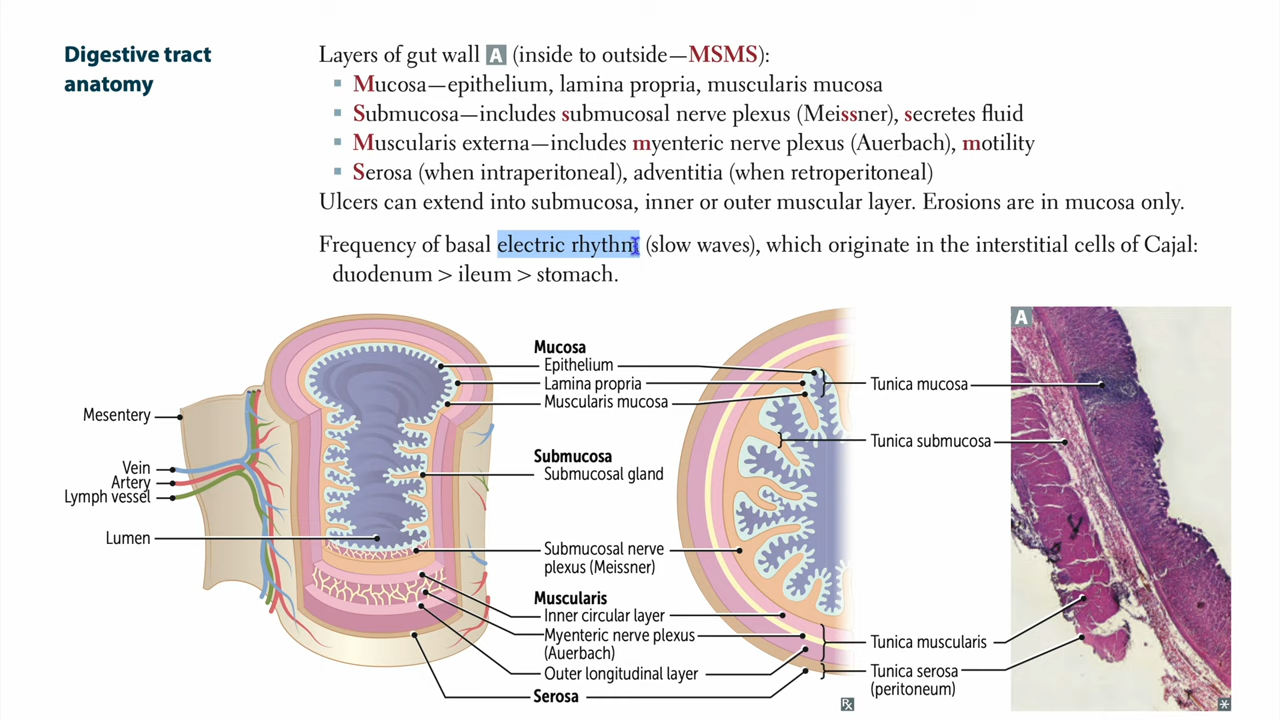 Digestive tract
anatomy
Layers of gut wall A (inside to outside—MSMS):
▪ Mucosa—epithelium, lamina propria, muscularis mucosa
▪ Submucosa—includes submucosal nerve plexus (Meissner), secretes fluid
▪ Muscularis externa—includes myenteric nerve plexus (Auerbach), motility
▪ Serosa (when intraperitoneal), adventitia (when retroperitoneal)
Ulcers can extend into submucosa, inner or outer muscular layer. Erosions are in mucosa only.
Frequency of basal electric rhythm (slow waves), which originate in the interstitial cells of Cajal:
duodenum > ileum > stomach.
Mesentery
Vein
Artery
Lymph vessel
Lumen
Mucosa
Epithelium
Lamina propria
Muscularis mucosa
Submucosa
Submucosal gland
Submucosal nerve
plexus (Meissner)
Muscularis
Inner circular layer
Myenteric nerve plexus
(Auerbach)
Outer longitudinal layer
Serosa
Tunica mucosa
Tunica submucosa
Tunica muscularis
Tunica serosa
(peritoneum)
A
Rx
*